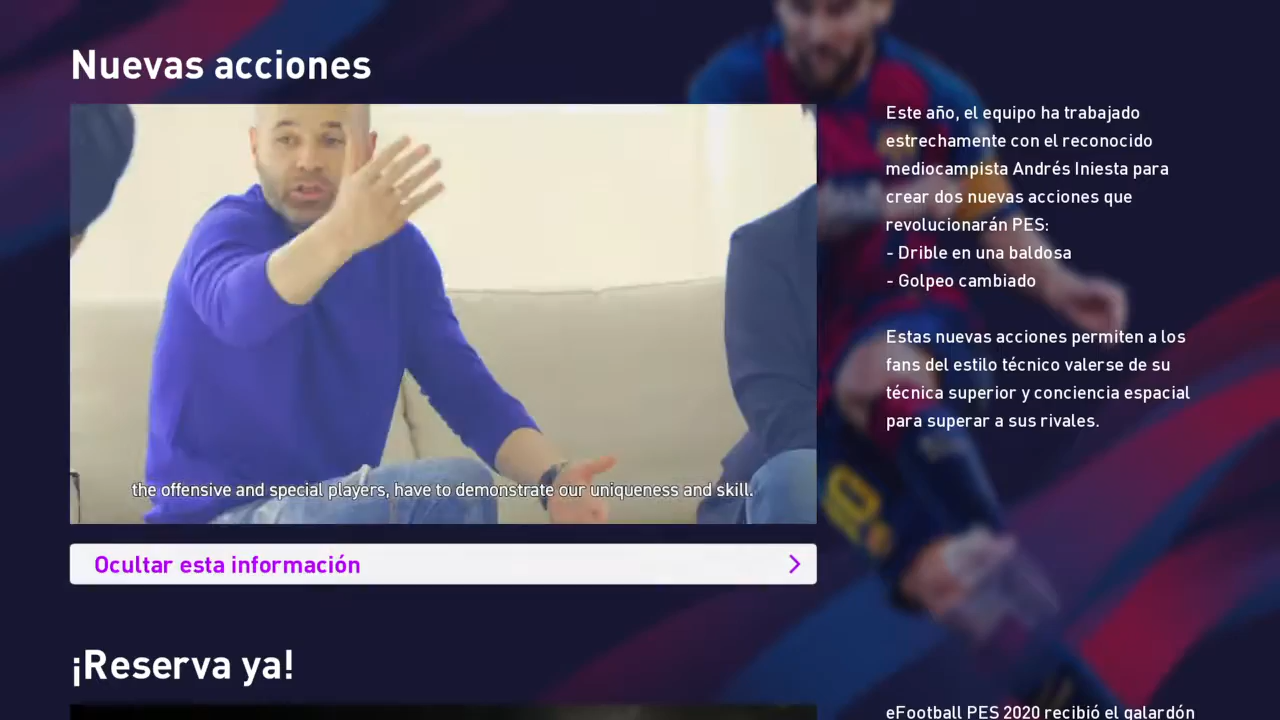 Nuevas acciones
Este año, el equipo ha trabajado
estrechamente con el reconocido
mediocampista Andrés Iniesta para
crear dos nuevas acciones que
revolucionarán PES:
- Drible en una baldosa
- Golpeo cambiado
Estas nuevas acciones permiten a los
fans del estilo técnico valerse de su
técnica superior y conciencia espacial
para superar a sus rivales.
the offensive and special players, have to demonstrate our uniqueness and skill.
Ocultar esta información
¡Reserva ya!
eFootball PES 2020 recibió el galardón